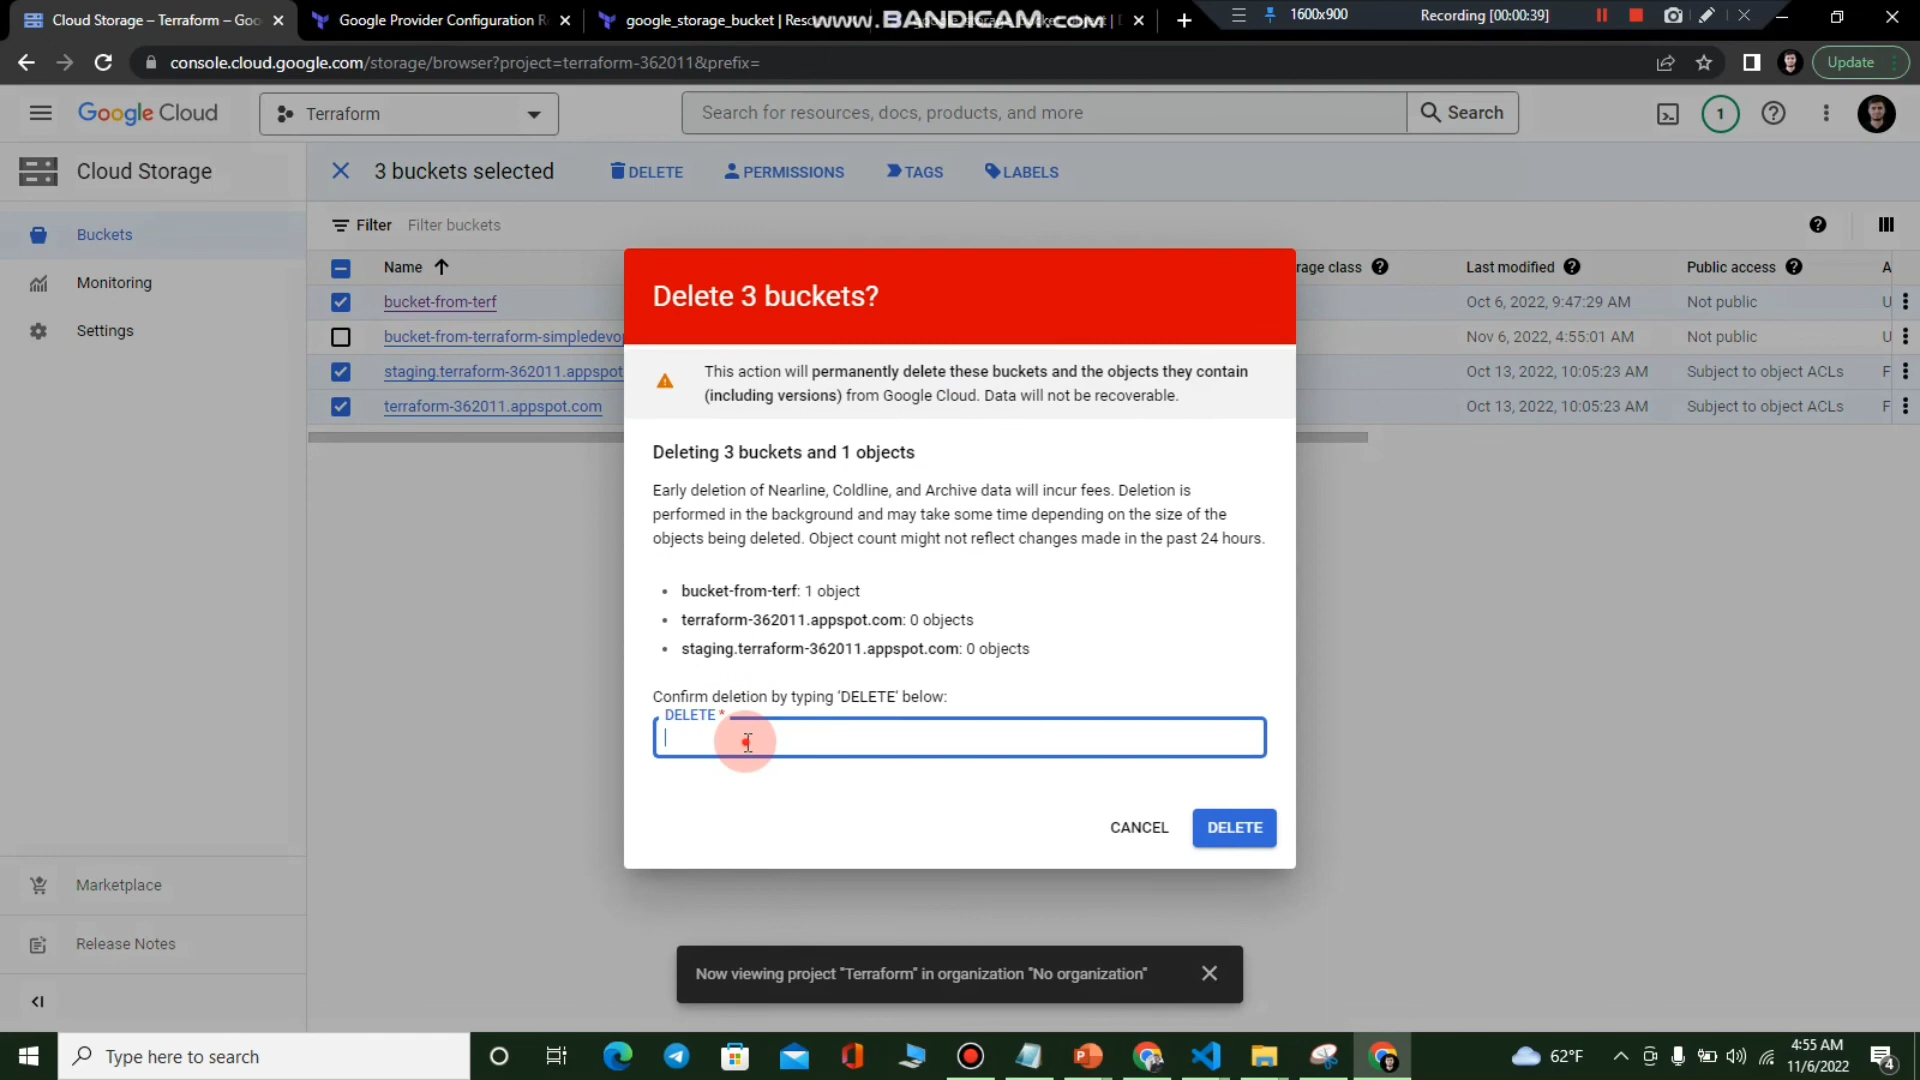 Cloud Storage – Terraform – Goo
Google Provider Configuration R
google_storage_bucket | Reso
www.BANDICAM.com
1600x900
Recording [00:00:39]
console.cloud.google.com/storage/browser?project=terraform-362011&prefix=
Update
Google Cloud
Terraform
Search for resources, docs, products, and more
Search
1
Cloud Storage
3 buckets selected
DELETE
PERMISSIONS
TAGS
LABELS
Buckets
Monitoring
Settings
Filter
Filter buckets
Name
rage class
Last modified
Public access
A
bucket-from-terf
Oct 6, 2022, 9:47:29 AM
Not public
U
bucket-from-terraform-simpledevop
Nov 6, 2022, 4:55:01 AM
Not public
U
staging.terraform-362011.appspot
Oct 13, 2022, 10:05:23 AM
Subject to object ACLs
F
terraform-362011.appspot.com
Oct 13, 2022, 10:05:23 AM
Subject to object ACLs
F
Delete 3 buckets?
This action will permanently delete these buckets and the objects they contain
(including versions) from Google Cloud. Data will not be recoverable.
Deleting 3 buckets and 1 objects
Early deletion of Nearline, Coldline, and Archive data will incur fees. Deletion is
performed in the background and may take some time depending on the size of the
objects being deleted. Object count might not reflect changes made in the past 24 hours.
• bucket-from-terf: 1 object
• terraform-362011.appspot.com: 0 objects
• staging.terraform-362011.appspot.com: 0 objects
Confirm deletion by typing 'DELETE' below:
DELETE *
CANCEL
DELETE
Marketplace
Release Notes
Now viewing project "Terraform" in organization "No organization"
Type here to search
62°F
4:55 AM
11/6/2022
4